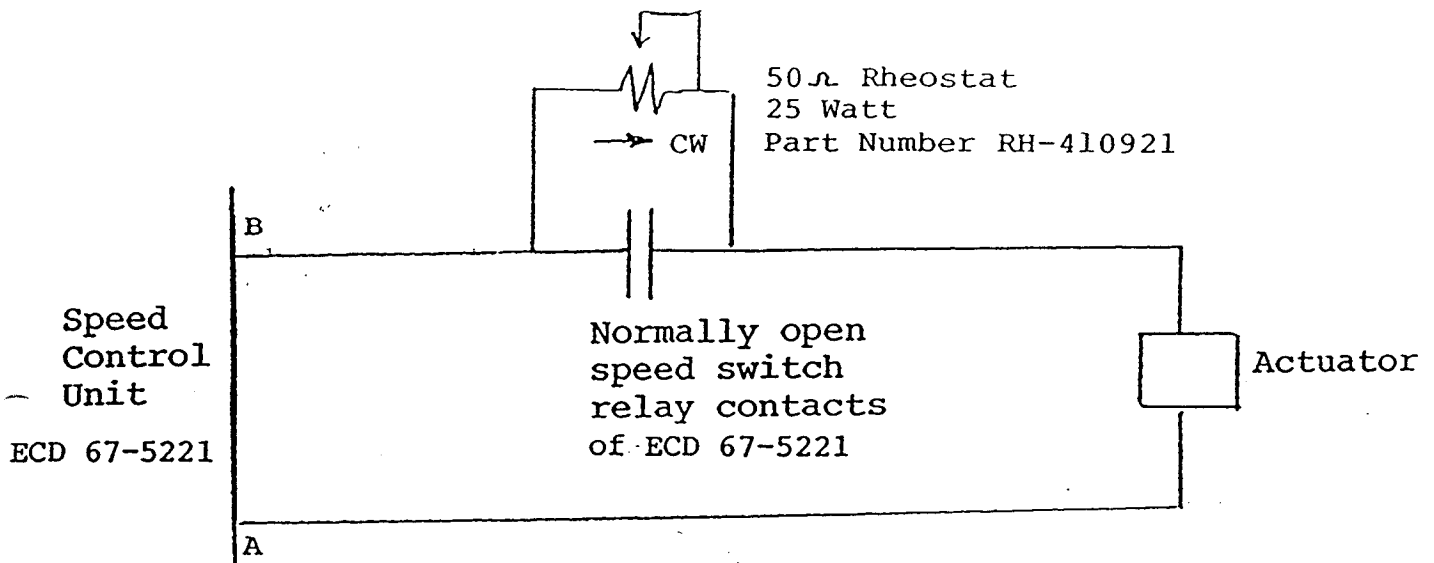 50Ω Rheostat
25 Watt
CW Part Number RH-410921
B
Speed
Control
Unit
ECD 67-5221
Normally open
speed switch
relay contacts
of ECD 67-5221
Actuator
A